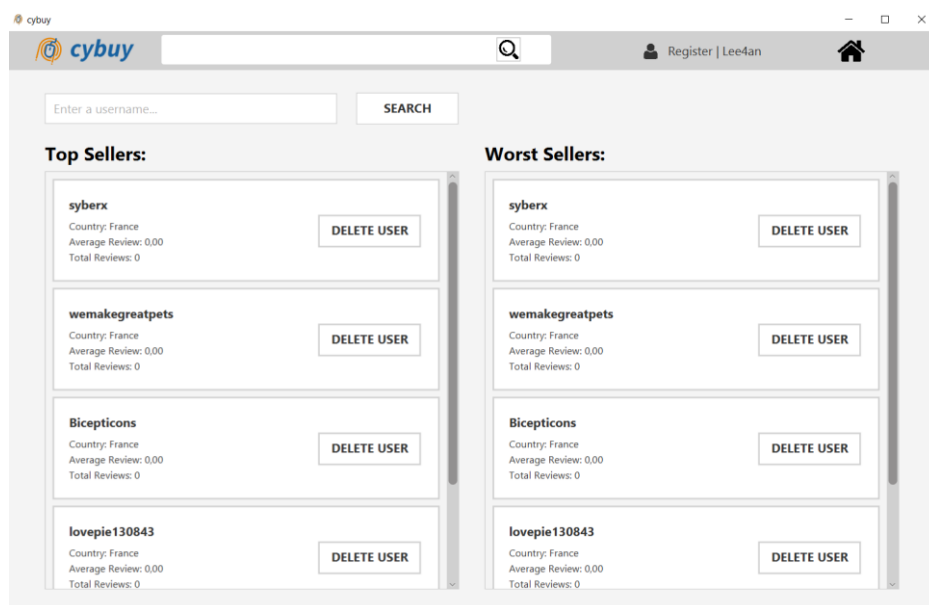 cybuy
cybuy
Register | Lee4an
Enter a username...
SEARCH
Top Sellers:
syberx
Country: France
Average Review: 0,00
Total Reviews: 0
DELETE USER
wemakegreatpets
Country: France
Average Review: 0,00
Total Reviews: 0
DELETE USER
Bicepticons
Country: France
Average Review: 0,00
Total Reviews: 0
DELETE USER
lovepie130843
Country: France
Average Review: 0,00
Total Reviews: 0
DELETE USER
Worst Sellers:
syberx
Country: France
Average Review: 0,00
Total Reviews: 0
DELETE USER
wemakegreatpets
Country: France
Average Review: 0,00
Total Reviews: 0
DELETE USER
Bicepticons
Country: France
Average Review: 0,00
Total Reviews: 0
DELETE USER
lovepie130843
Country: France
Average Review: 0,00
Total Reviews: 0
DELETE USER